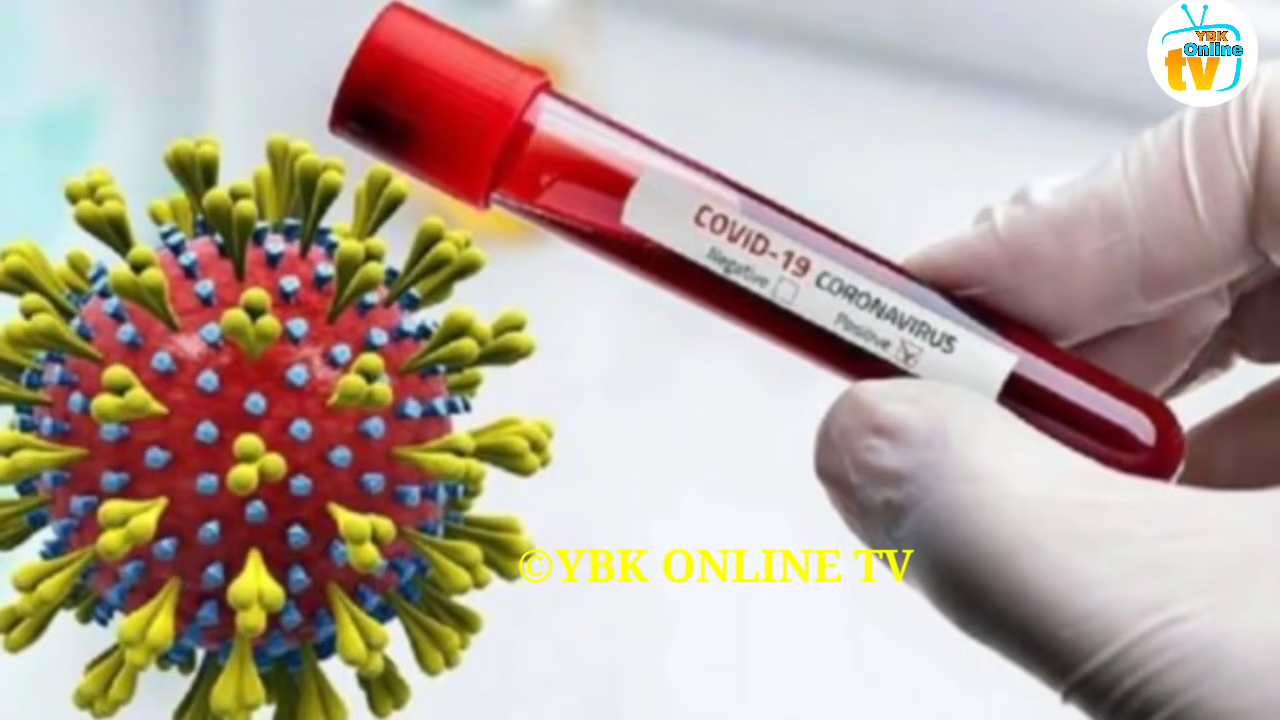 YBK
Online
tv
COVID-19 CORONAVIRUS
Negative
Positive
©YBK ONLINE TV